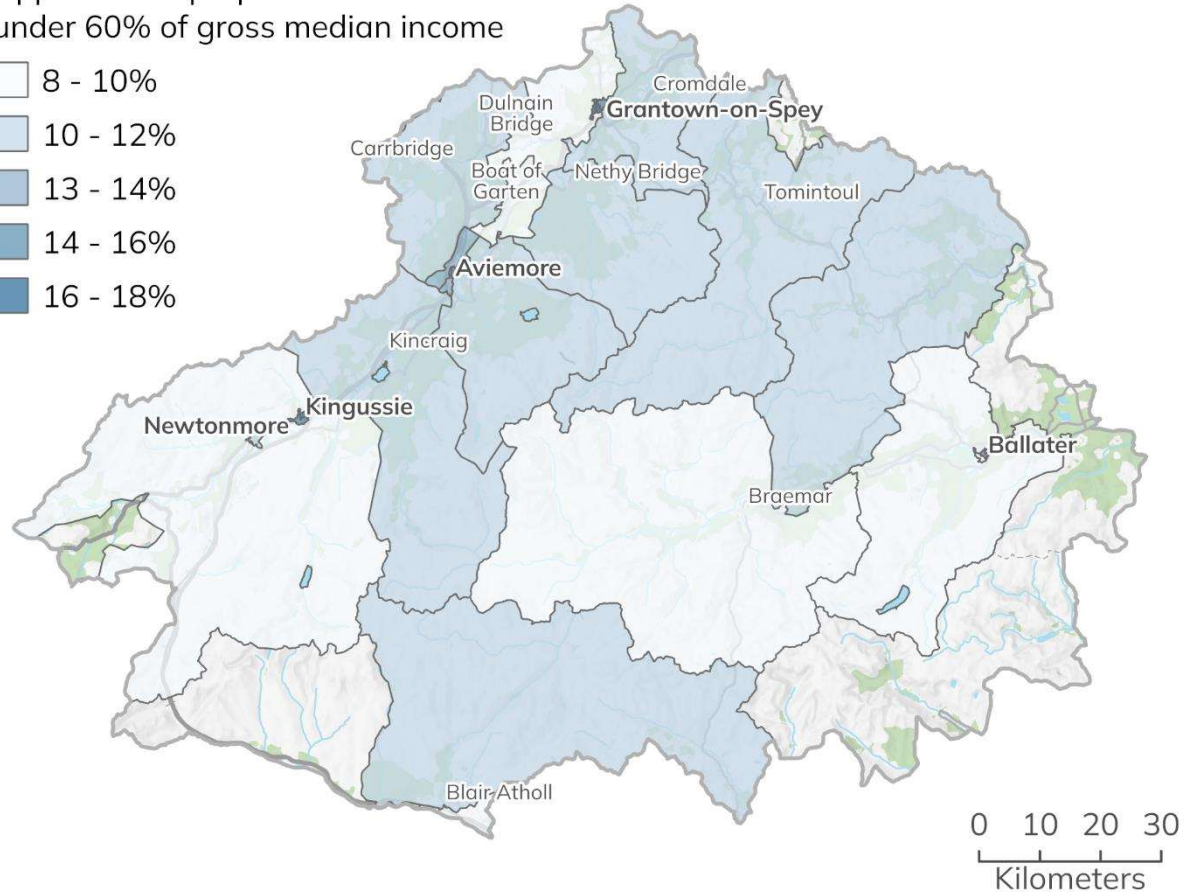 under 60% of gross median income
8 - 10%
10 - 12%
13 - 14%
14 - 16%
16 - 18%
Cromdale
Dulnain
Bridge
Grantown-on-Spey
Carrbridge
Boat of
Garten
Nethy Bridge
Tomintoul
Aviemore
Kincraig
Kingussie
Newtonmore
Ballater
Braemar
Blair Atholl
0 10 20 30
Kilometers